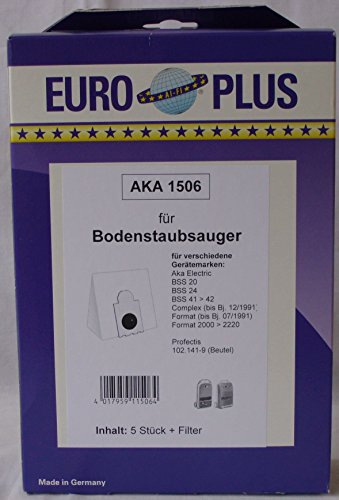 EURO PLUS
AI-FI
AKA 1506
für
Bodenstaubsauger
für verschiedene
Gerätemarken:
Aka Electric
BSS 20
BSS 24
BSS 41 > 42
Complex (bis Bj. 12/1991)
Format (bis Bj. 07/1991)
Format 2000 > 2220
Profectis
102.141-9 (Beutel)
4 017959 115064
Inhalt: 5 Stück + Filter
Made in Germany